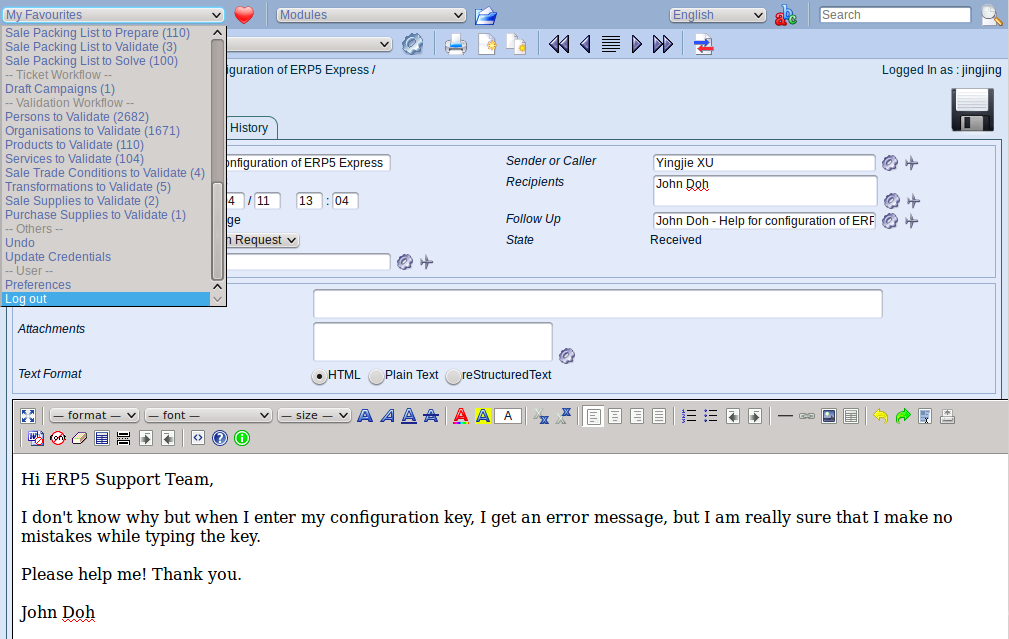 My Favourites
Modules
English
Search
Sale Packing List to Prepare (110)
Sale Packing List to Validate (3)
Sale Packing List to Solve (100)
-- Ticket Workflow --
Draft Campaigns (1)
-- Validation Workflow --
Persons to Validate (2682)
Organisations to Validate (1671)
Products to Validate (110)
Services to Validate (104)
Sale Trade Conditions to Validate (4)
Transformations to Validate (5)
Sale Supplies to Validate (2)
Purchase Supplies to Validate (1)
-- Others --
Undo
Update Credentials
-- User --
Preferences
Log out
iguration of ERP5 Express /
Logged In as : jingjing
History
onfiguration of ERP5 Express
Sender or Caller
Yingjie XU
Recipients
John Doh
4 / 11 13 : 04
ge
Follow Up
John Doh - Help for configuration of ERF
n Request
State
Received
Attachments
Text Format
HTML
Plain Text
reStructuredText
— format —
— font —
— size —
Hi ERP5 Support Team,
I don't know why but when I enter my configuration key, I get an error message, but I am really sure that I make no
mistakes while typing the key.
Please help me! Thank you.
John Doh